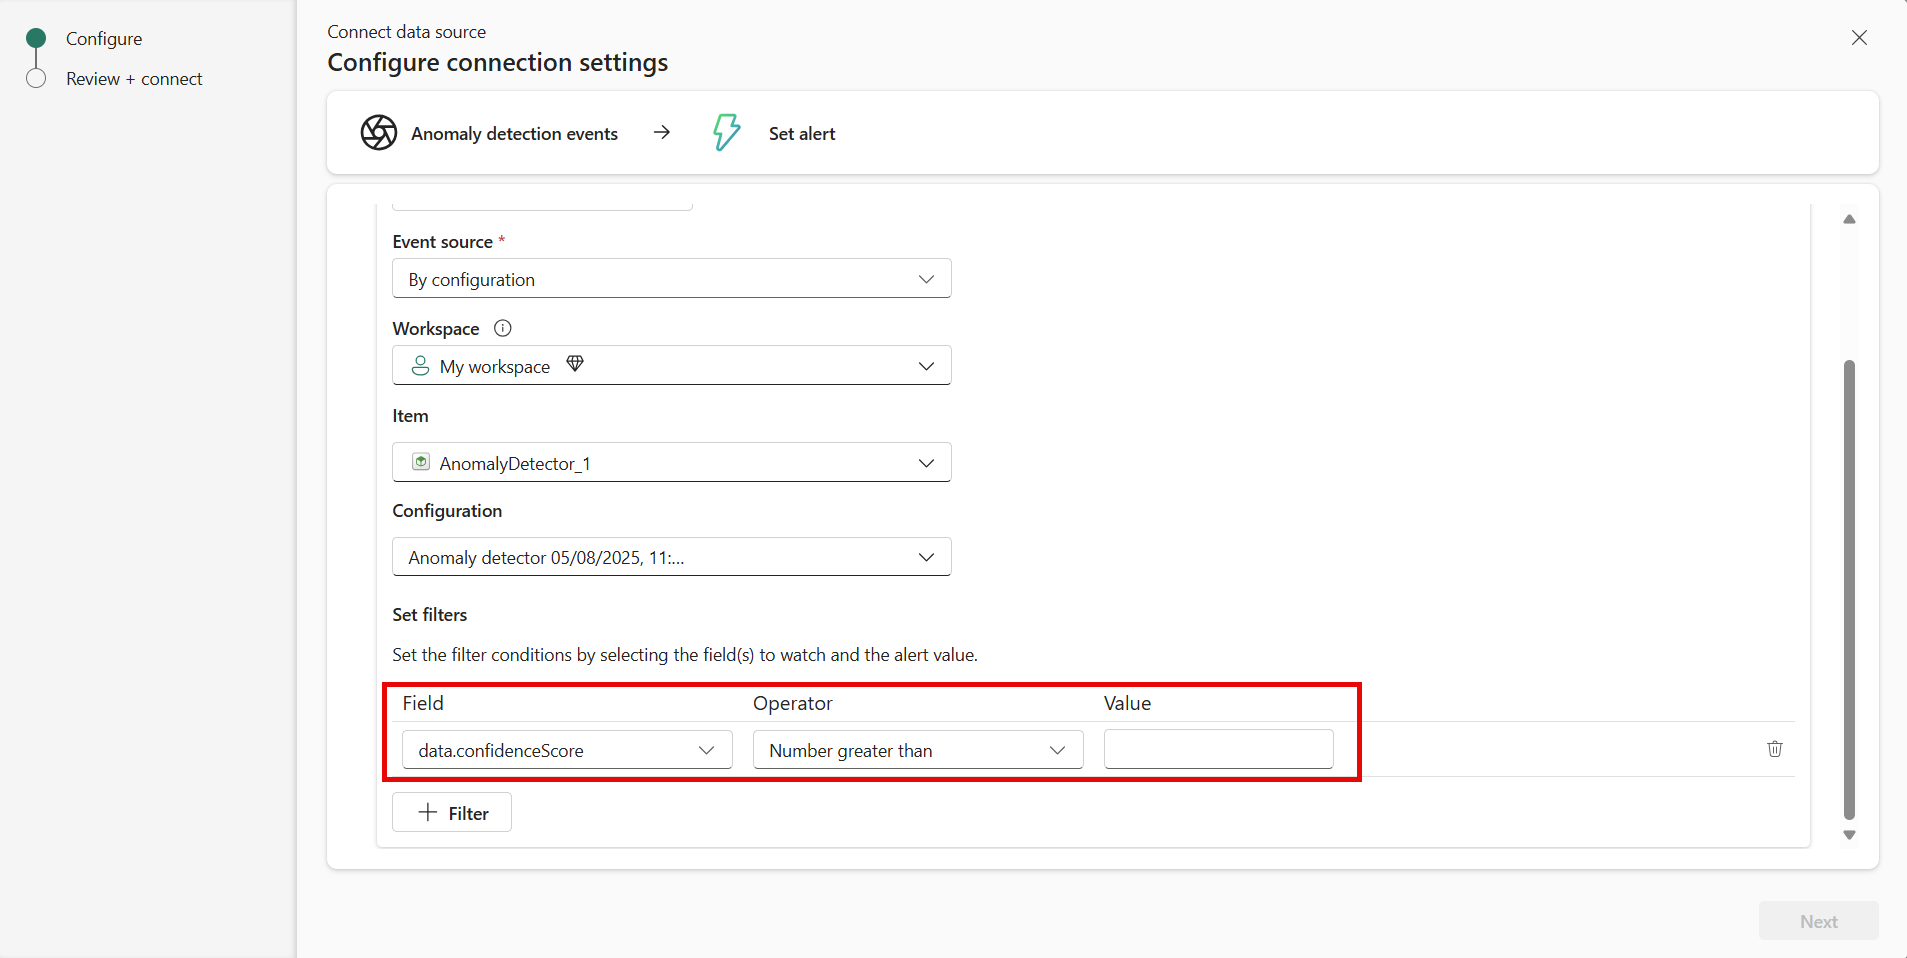 Configure
Review + connect
Connect data source
Configure connection settings
Anomaly detection events
Set alert
Event source *
By configuration
Workspace
My workspace
Item
AnomalyDetector_1
Configuration
Anomaly detector 05/08/2025, 11:...
Set filters
Set the filter conditions by selecting the field(s) to watch and the alert value.
Field Operator Value
data.confidenceScore Number greater than
Filter
Next